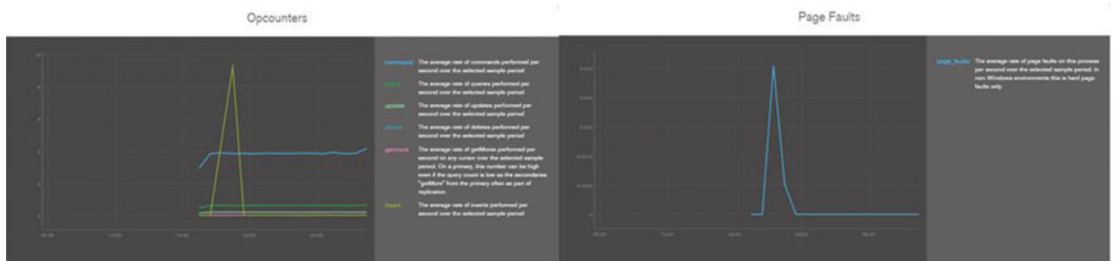 Opcounters
command The average rate of commands performed per
second over the selected sample period
The average rate of queries performed per
second over the selected sample period
update The average rate of updates performed per
second over the selected sample period
The average rate of deletes performed per
second over the selected sample period
getmore The average rate of getMores performed per
second on any cursor over the selected sample
period. On a primary, this number can be high
even if the query count is low as the secondaries
"getMore" from the primary often as part of
replication.
insert The average rate of inserts performed per
second over the selected sample period
Page Faults
page_faults The average rate of page faults on this process
per second over the selected sample period. In
non Windows environments this is hard page
faults only.